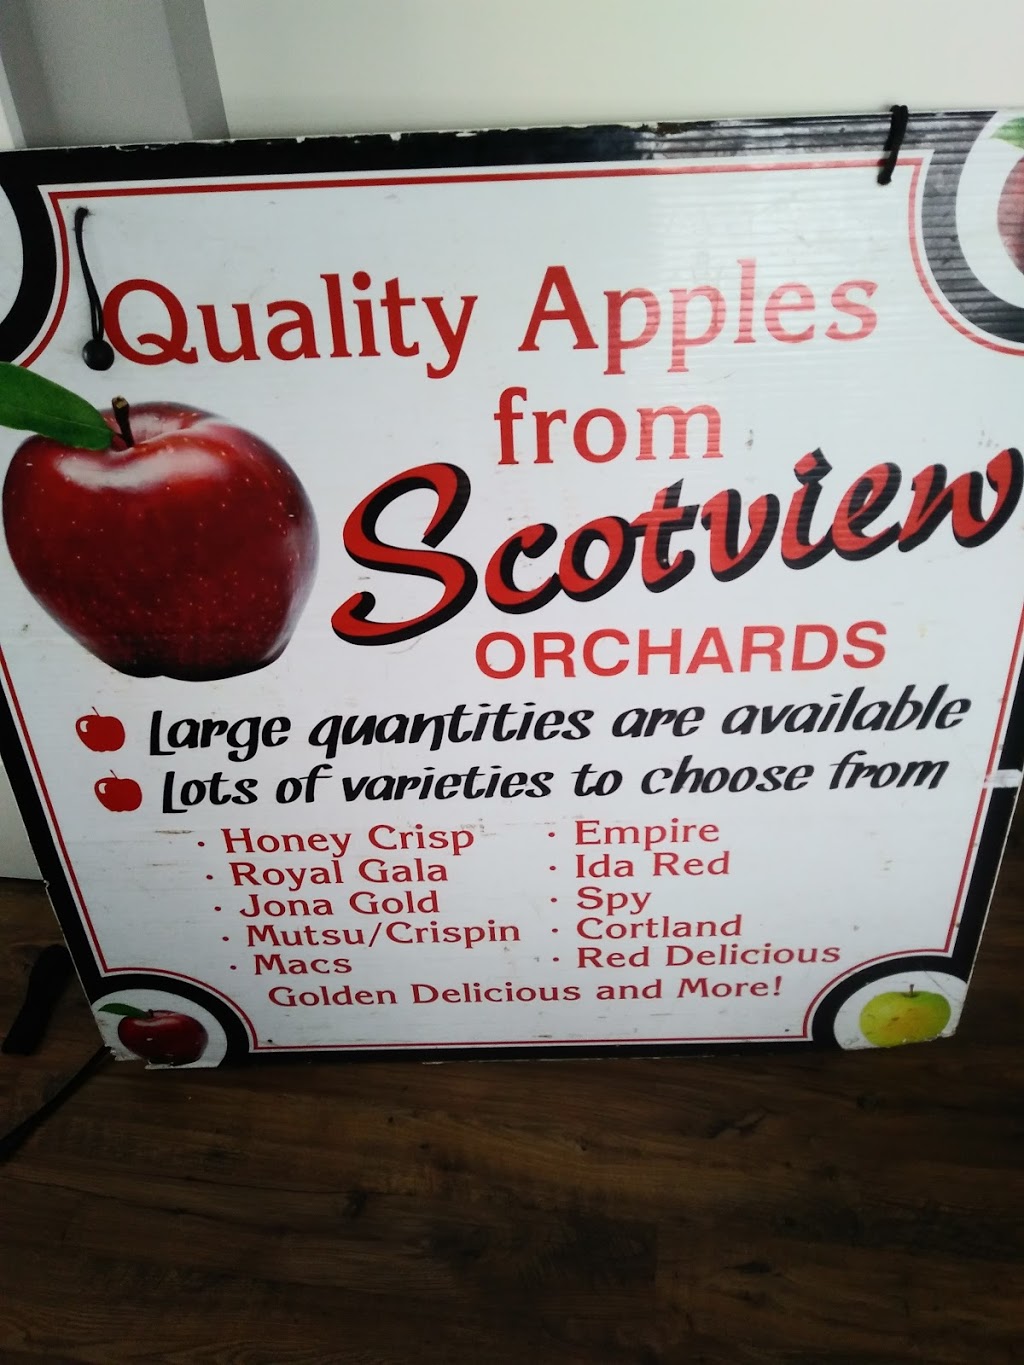 Quality Apples
from
Scotview
ORCHARDS
Large quantities are available
Lots of varieties to choose from
· Honey Crisp
· Royal Gala
· Jona Gold
· Mutsu/Crispin
· Macs
· Empire
· Ida Red
· Spy
· Cortland
· Red Delicious
Golden Delicious and More!